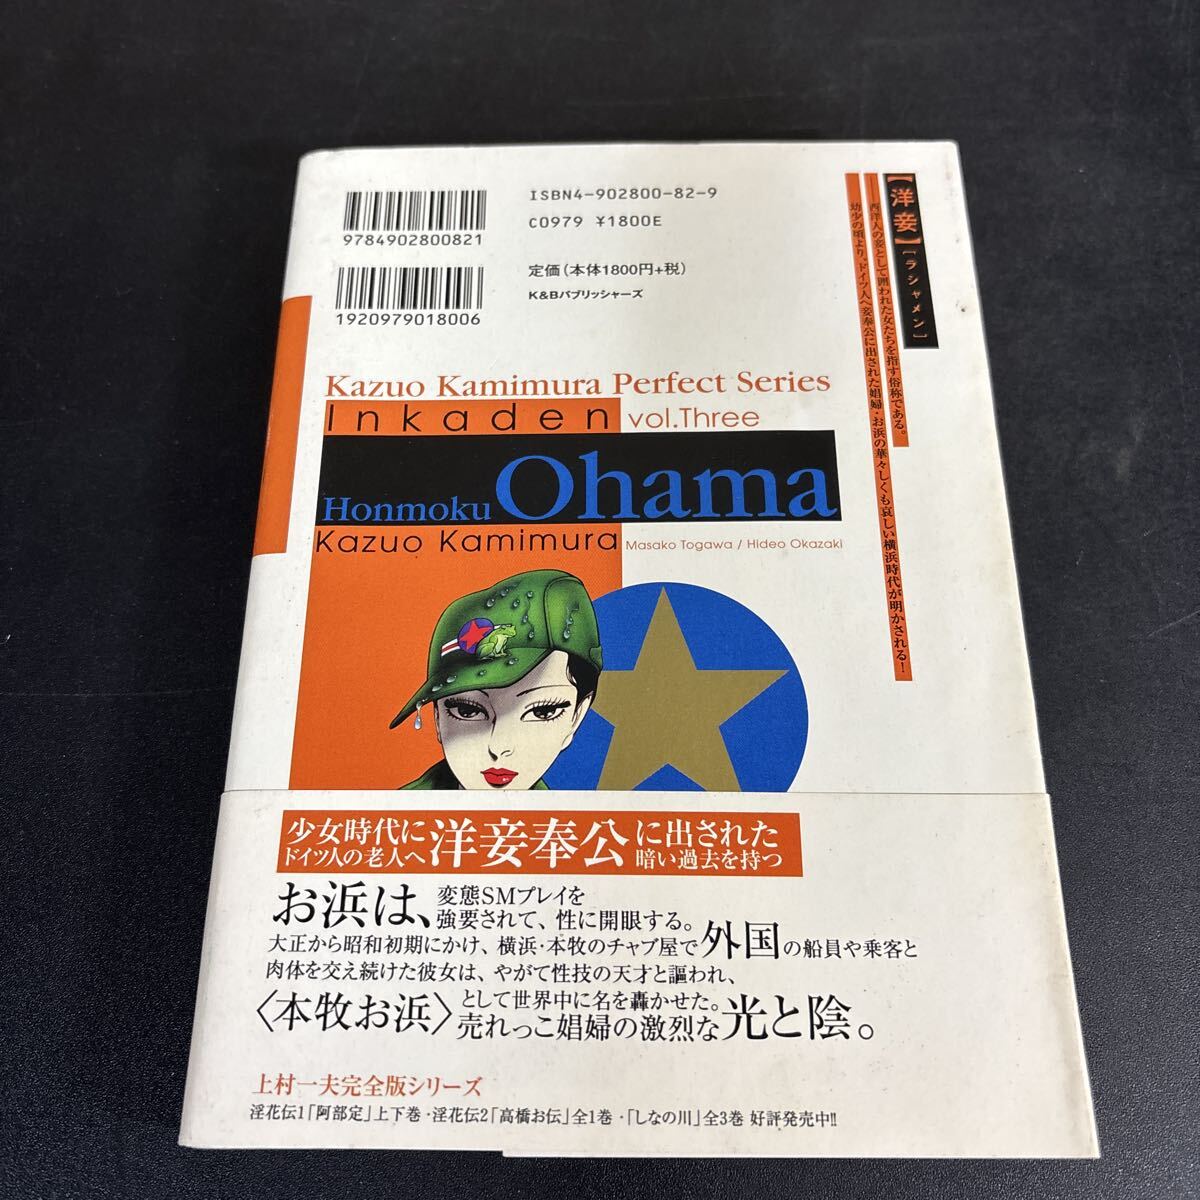 ISBN4-902800-82-9
C0979 ¥1800E
9784902800821
定価(本体1800円+税)
K&Bパブリッシャーズ
1920979018006
【洋妾】[ラシャメン]
――西洋人の妾として囲われた女たちを指す俗称である。
幼少の頃より、ドイツ人へ妾奉公に出された娼婦・お浜の華々しくも哀しい横浜時代が明かされる!
Kazuo Kamimura Perfect Series
Inkaden vol.Three
Honmoku Ohama
Kazuo Kamimura Masako Togawa / Hideo Okazaki
少女時代に
ドイツ人の老人へ
洋妾奉公
に出された
暗い過去を持つ
お浜は、
変態SMプレイを
強要されて、性に開眼する。
大正から昭和初期にかけ、横浜・本牧のチャブ屋で外国の船員や乗客と
肉体を交え続けた彼女は、やがて性技の天才と謳われ、
〈本牧お浜〉
として世界中に名を轟かせた。
売れっこ娼婦の激烈な
光と陰。
上村一夫完全版シリーズ
淫花伝1「阿部定」上下巻・淫花伝2「高橋お伝」全1巻・「しなの川」全3巻 好評発売中!!